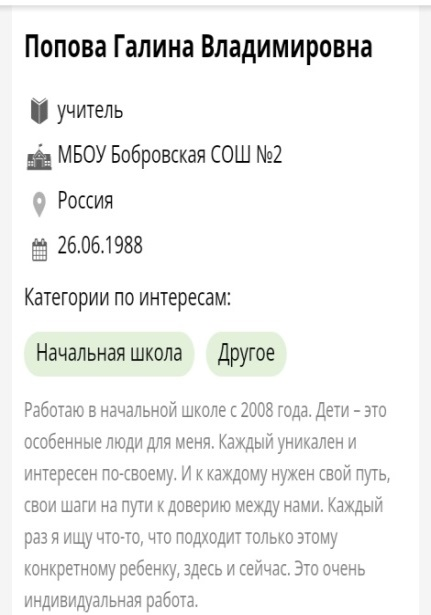 Попова Галина Владимировна
учитель
МБОУ Бобровская СОШ №2
Россия
26.06.1988
Категории по интересам:
Начальная школа Другое
Работаю в начальной школе с 2008 года. Дети – это
особенные люди для меня. Каждый уникален и
интересен по-своему. И к каждому нужен свой путь,
свои шаги на пути к доверию между нами. Каждый
раз я ищу что-то, что подходит только этому
конкретному ребенку, здесь и сейчас. Это очень
индивидуальная работа.